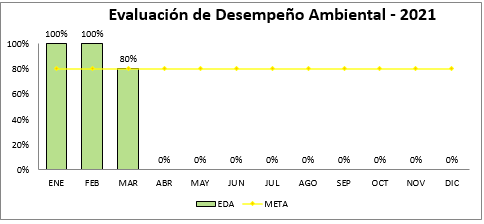 Evaluación de Desempeño Ambiental - 2021
100% 100%
100%
80%
80%
60%
40%
20%
0% 0% 0% 0% 0% 0% 0% 0% 0%
0%
ENE FEB MAR ABR MAY JUN JUL AGO SEP OCT NOV DIC
EDA META